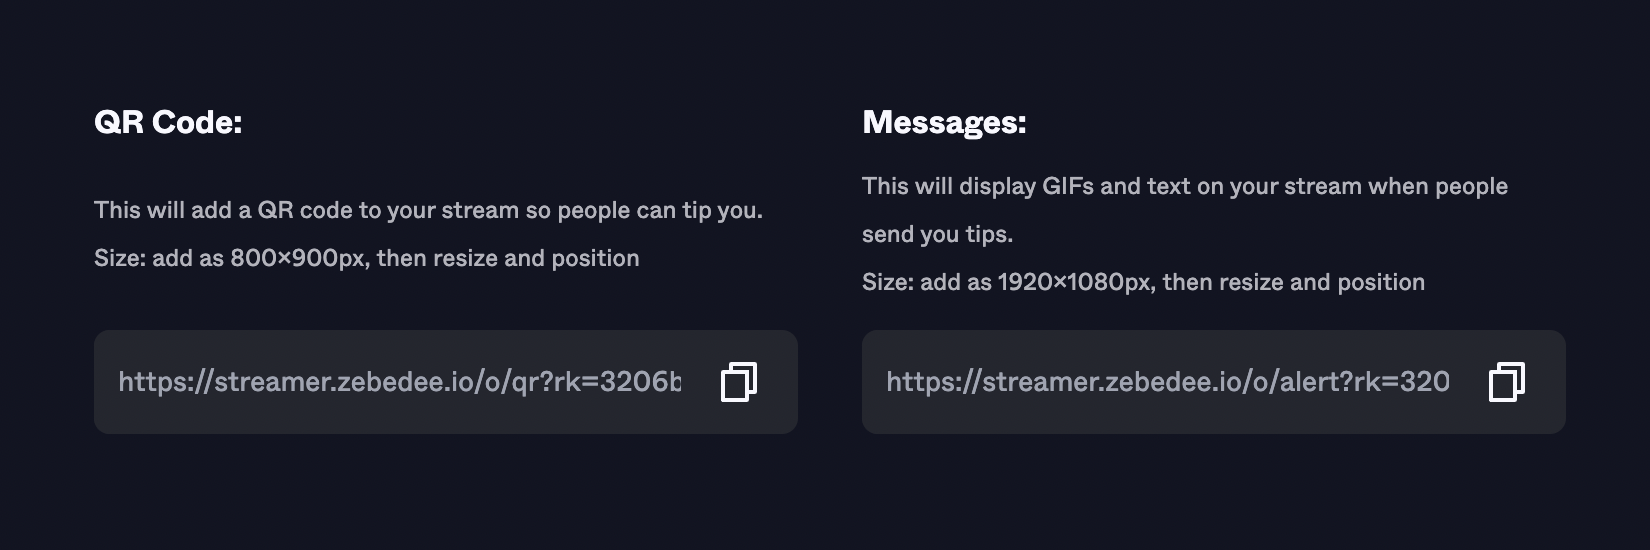 QR Code:
This will add a QR code to your stream so people can tip you.
Size: add as 800×900px, then resize and position
https://streamer.zebedee.io/o/qr?rk=3206b
Messages:
This will display GIFs and text on your stream when people
send you tips.
Size: add as 1920×1080px, then resize and position
https://streamer.zebedee.io/o/alert?rk=320